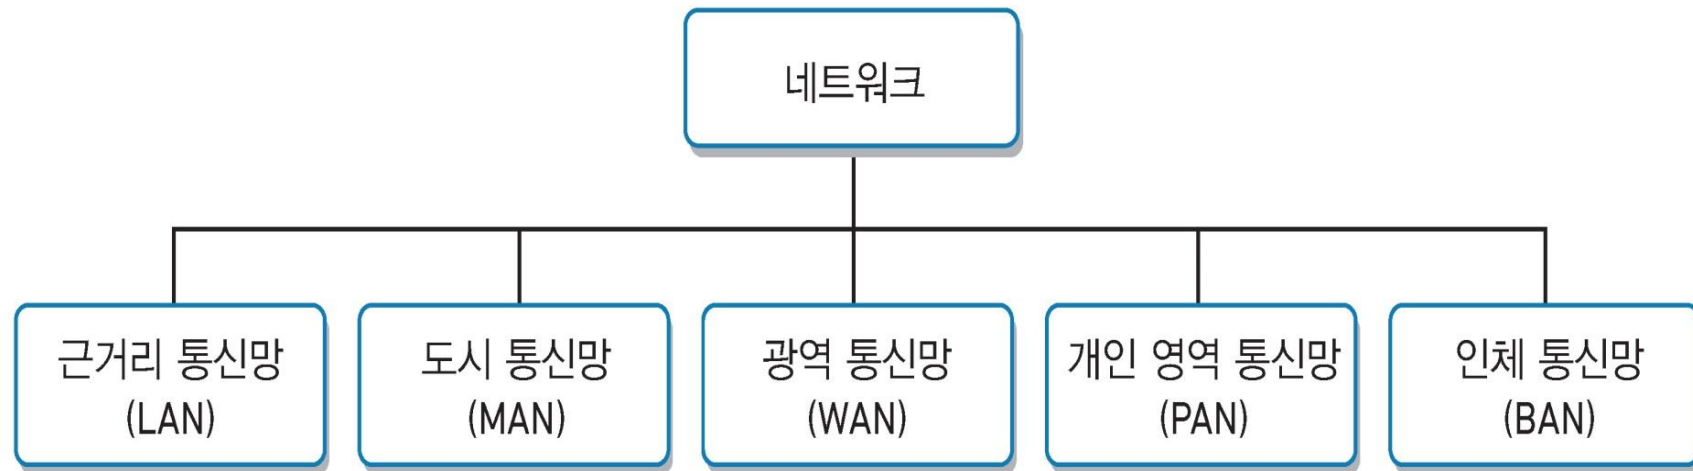 네트워크
근거리 통신망
(LAN)
도시 통신망
(MAN)
광역 통신망
(WAN)
개인 영역 통신망
(PAN)
인체 통신망
(BAN)